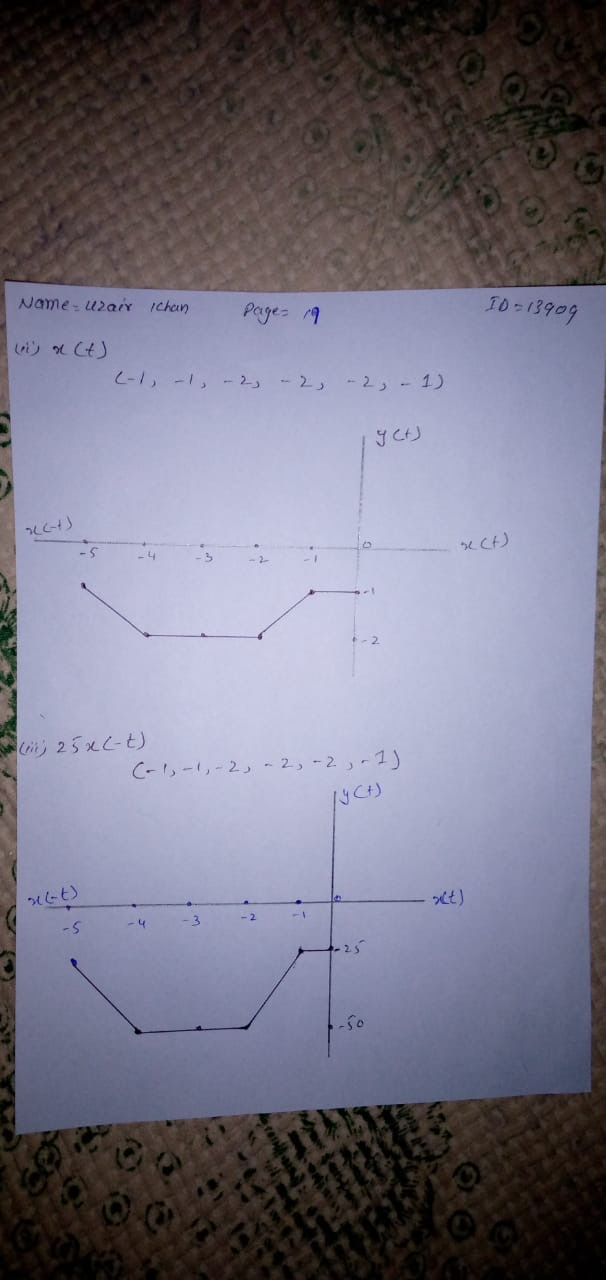 Name = Uzair Khan Page = 19 ID = 13909
(ii) x(t)
(-1, -1, -2, -2, -2, -1)
y(t)
x(-t) -5 -4 -3 -2 -1 0 x(t)
-1
-2
(iii) 25x(-t)
(-1, -1, -2, -2, -2, -1)
y(t)
x(-t) -5 -4 -3 -2 -1 0 x(t)
-25
-50